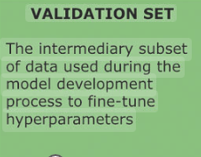 VALIDATION SET
The intermediary subset
of data used during the
model development
process to fine-tune
hyperparameters